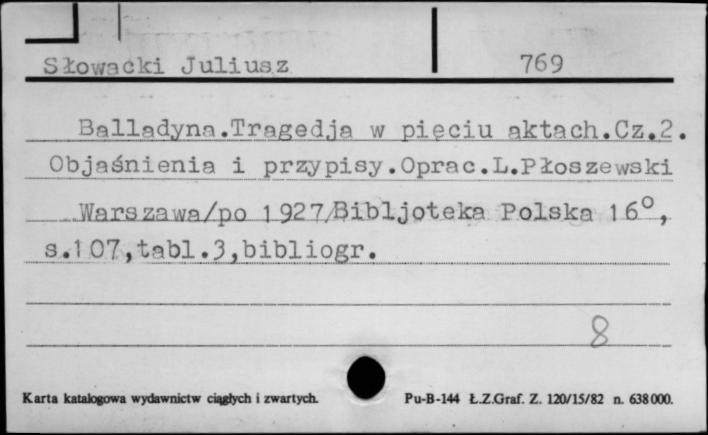 Słowacki Juliusz 769
Balladyna.Tragedja w pięciu aktach.Cz.2.
Objaśnienia i przypisy.Oprac.L.Płoszewski
Warszawa/po 1927/Bibljoteka Polska 16°,
s.107,tabl.3,bibliogr.
8
Karta katalogowa wydawnictw ciągłych i zwartych. Pu-B-144 Ł.Z.Graf. Z. 120/15/82 n. 638000.